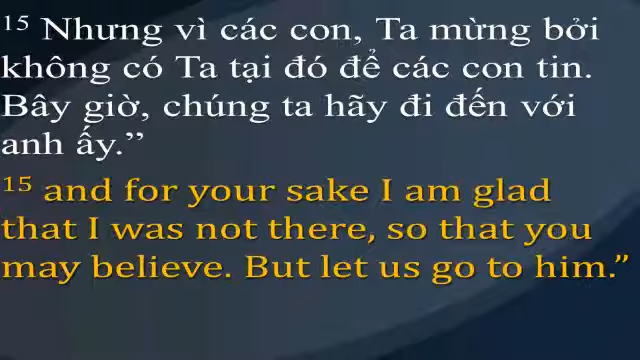 15 Nhưng vì các con, Ta mừng bởi
không có Ta tại đó để các con tin.
Bây giờ, chúng ta hãy đi đến với
anh ấy.”
15 and for your sake I am glad
that I was not there, so that you
may believe. But let us go to him.”